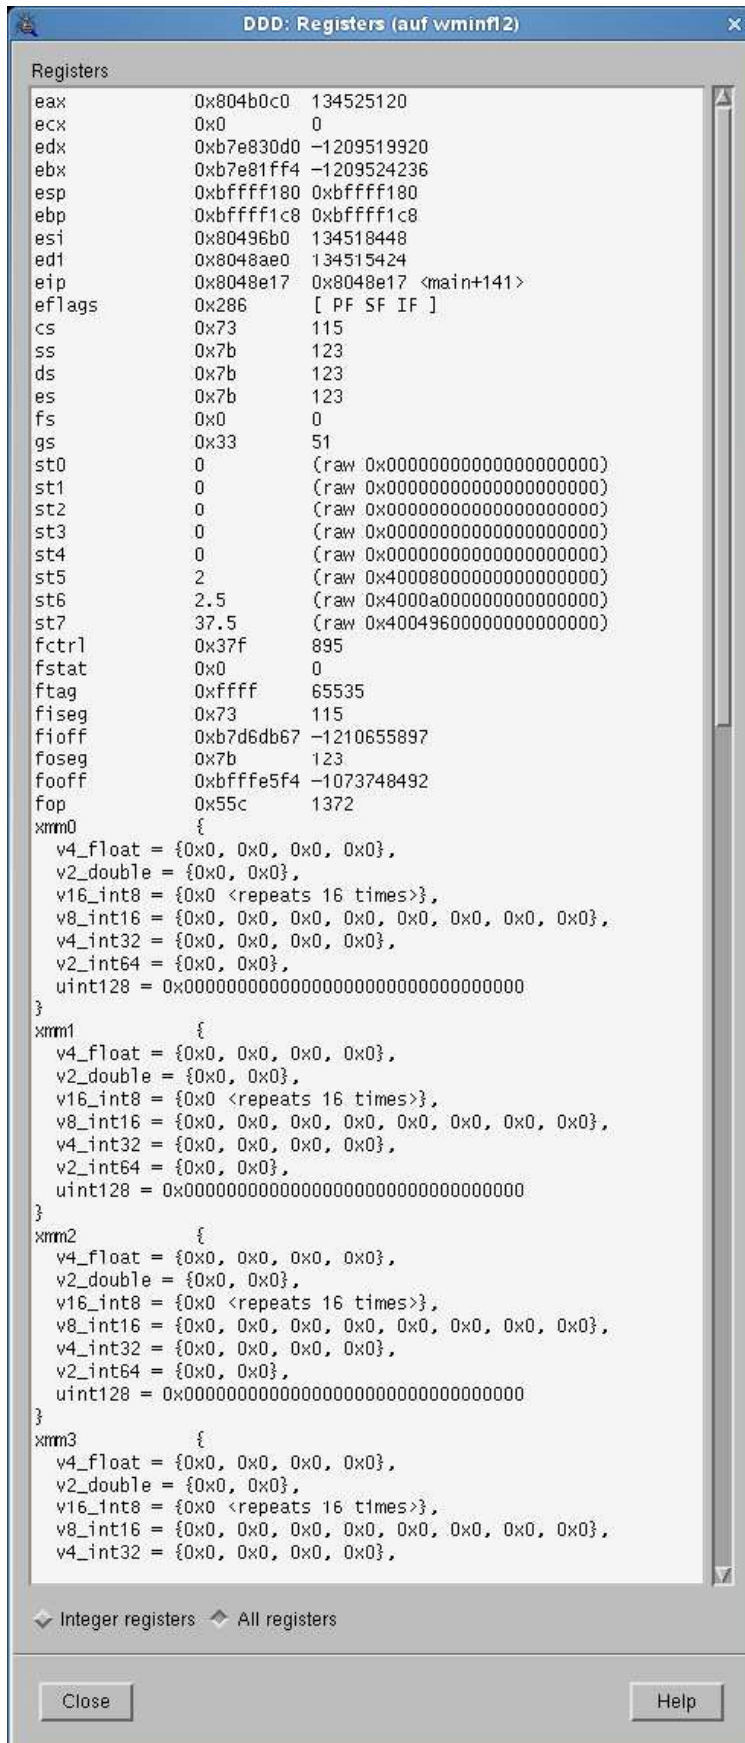 DDD: Registers (auf wminfl2)
Registers
eax 0x804b0c0 134525120
ecx 0x0 0
edx 0xb7e830d0 −1209519920
ebx 0xb7e81ff4 −1209524236
esp 0xbffff180 0xbffff180
ebp 0xbffff1c8 0xbffff1c8
esi 0x80496b0 134518448
edi 0x8048ae0 134515424
eip 0x8048e17 0x8048e17 <main+141>
eflags 0x286 [ PF SF IF ]
cs 0x73 115
ss 0x7b 123
ds 0x7b 123
es 0x7b 123
fs 0x0 0
gs 0x33 51
st0 0 (raw 0x00000000000000000000)
st1 0 (raw 0x00000000000000000000)
st2 0 (raw 0x00000000000000000000)
st3 0 (raw 0x00000000000000000000)
st4 0 (raw 0x00000000000000000000)
st5 2 (raw 0x40008000000000000000)
st6 2.5 (raw 0x4000a000000000000000)
st7 37.5 (raw 0x40049600000000000000)
fctrl 0x37f 895
fstat 0x0 0
ftag 0xffff 65535
fiseg 0x73 115
fioff 0xb7d6db67 −1210655897
foseg 0x7b 123
fooff 0xbfffe5f4 −1073748492
fop 0x55c 1372
xmm0 {
v4_float = {0x0, 0x0, 0x0, 0x0},
v2_double = {0x0, 0x0},
v16_int8 = {0x0 <repeats 16 times>},
v8_int16 = {0x0, 0x0, 0x0, 0x0, 0x0, 0x0, 0x0, 0x0},
v4_int32 = {0x0, 0x0, 0x0, 0x0},
v2_int64 = {0x0, 0x0},
uint128 = 0x00000000000000000000000000000000
}
xmm1 {
v4_float = {0x0, 0x0, 0x0, 0x0},
v2_double = {0x0, 0x0},
v16_int8 = {0x0 <repeats 16 times>},
v8_int16 = {0x0, 0x0, 0x0, 0x0, 0x0, 0x0, 0x0, 0x0},
v4_int32 = {0x0, 0x0, 0x0, 0x0},
v2_int64 = {0x0, 0x0},
uint128 = 0x00000000000000000000000000000000
}
xmm2 {
v4_float = {0x0, 0x0, 0x0, 0x0},
v2_double = {0x0, 0x0},
v16_int8 = {0x0 <repeats 16 times>},
v8_int16 = {0x0, 0x0, 0x0, 0x0, 0x0, 0x0, 0x0, 0x0},
v4_int32 = {0x0, 0x0, 0x0, 0x0},
v2_int64 = {0x0, 0x0},
uint128 = 0x00000000000000000000000000000000
}
xmm3 {
v4_float = {0x0, 0x0, 0x0, 0x0},
v2_double = {0x0, 0x0},
v16_int8 = {0x0 <repeats 16 times>},
v8_int16 = {0x0, 0x0, 0x0, 0x0, 0x0, 0x0, 0x0, 0x0},
v4_int32 = {0x0, 0x0, 0x0, 0x0},
Integer registers All registers
Close Help